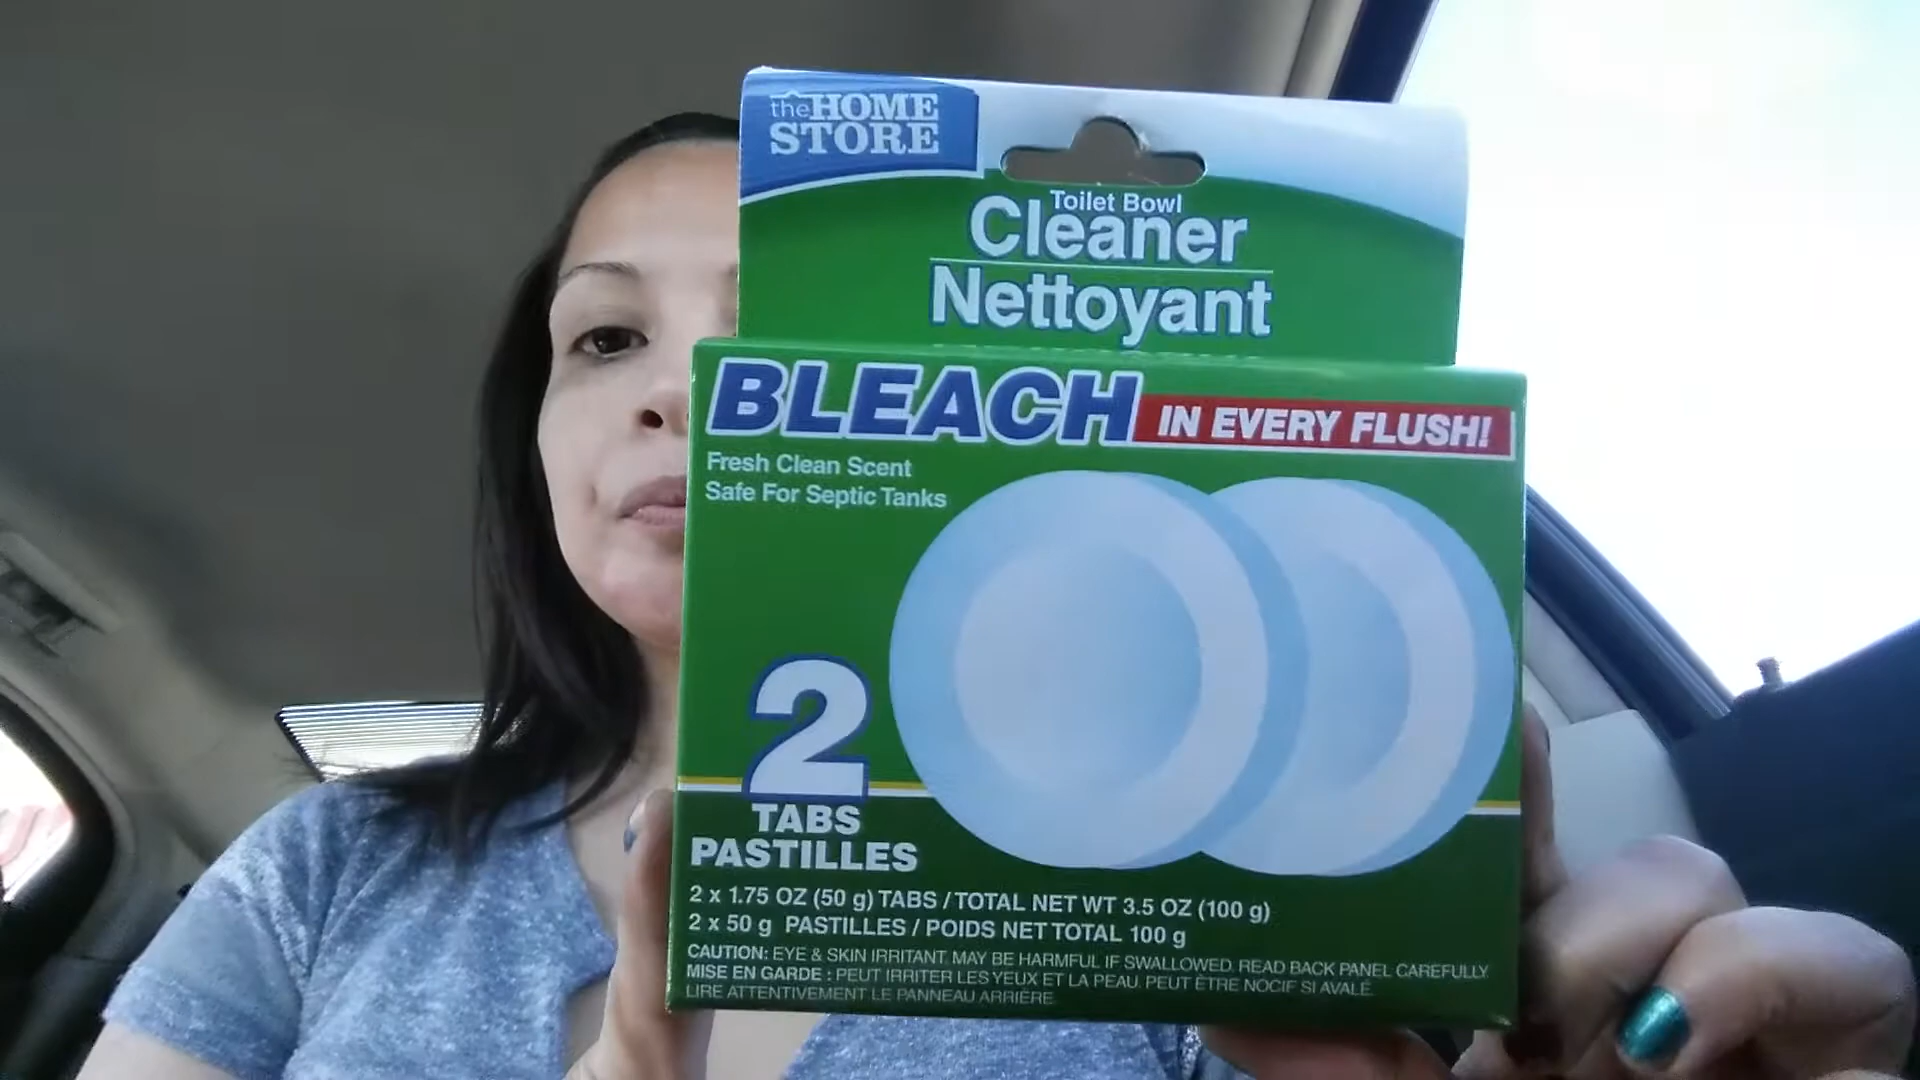 the HOME
STORE
Toilet Bowl
Cleaner
Nettoyant
BLEACH IN EVERY FLUSH!
Fresh Clean Scent
Safe For Septic Tanks
2
TABS
PASTILLES
2 x 1.75 OZ (50 g) TABS / TOTAL NET WT 3.5 OZ (100 g)
2 x 50 g PASTILLES / POIDS NET TOTAL 100 g
CAUTION: EYE & SKIN IRRITANT. MAY BE HARMFUL IF SWALLOWED. READ BACK PANEL CAREFULLY.
MISE EN GARDE : PEUT IRRITER LES YEUX ET LA PEAU. PEUT ÊTRE NOCIF SI AVALÉ.
LIRE ATTENTIVEMENT LE PANNEAU ARRIÈRE.